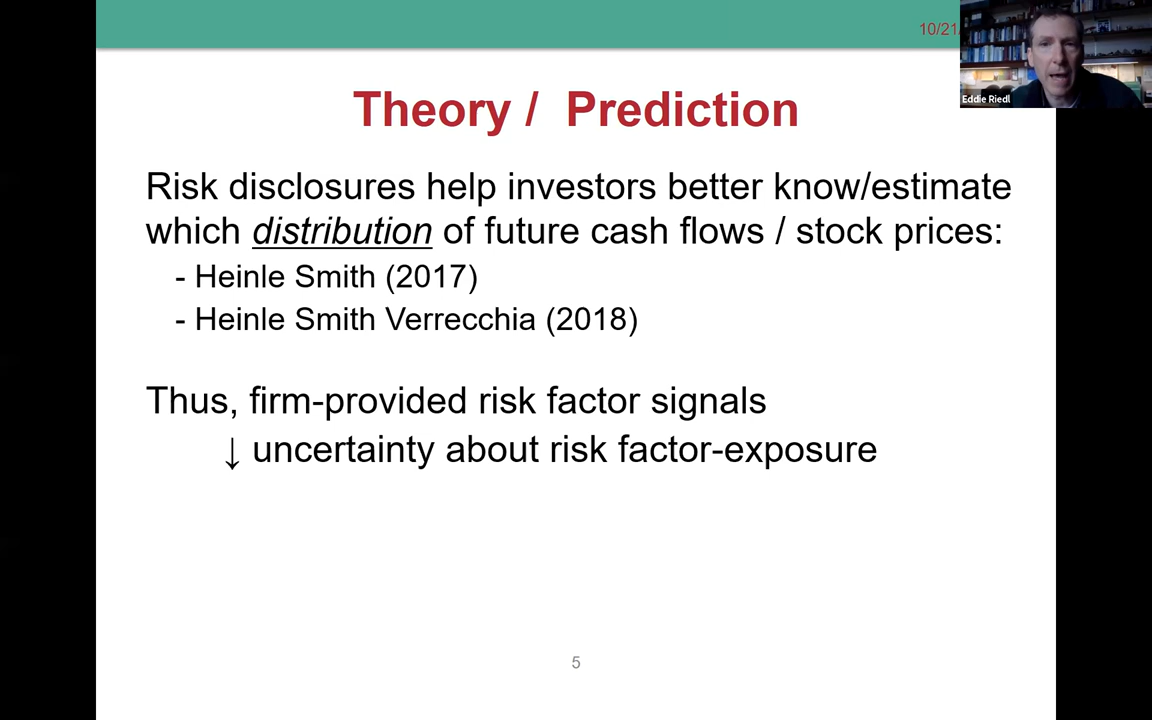 10/21
Eddie Riedl
Theory / Prediction
Risk disclosures help investors better know/estimate
which distribution of future cash flows / stock prices:
- Heinle Smith (2017)
- Heinle Smith Verrecchia (2018)
Thus, firm-provided risk factor signals
↓ uncertainty about risk factor-exposure
5